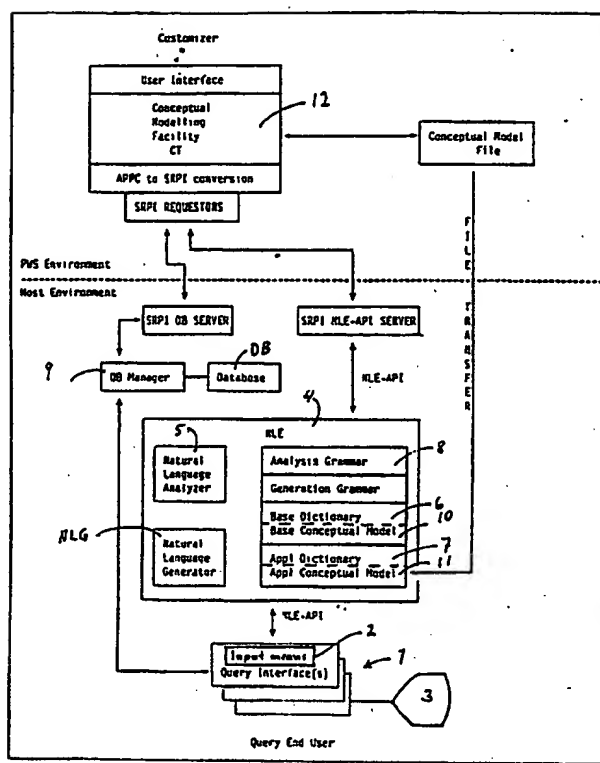 Customizer
User Interface
Conceptual
Modelling
Facility
CT
12
APPC to SRPI conversion
SRPI REQUESTORS
Conceptual Model
File
FILE TRANSFER
PWS Environment
Host Environment
SRPI DB SERVER
SRPI NLE-API SERVER
9
DB Manager
DB
Database
NLE-API
4
NLE
5
Natural
Language
Analyzer
Analysis Grammar
8
Generation Grammar
6
Base Dictionary
Base Conceptual Model
10
NLG
Natural
Language
Generator
7
Appl Dictionary
Appl Conceptual Model
11
NLE-API
2
Input means
Query Interface(s)
1
3
Query End User